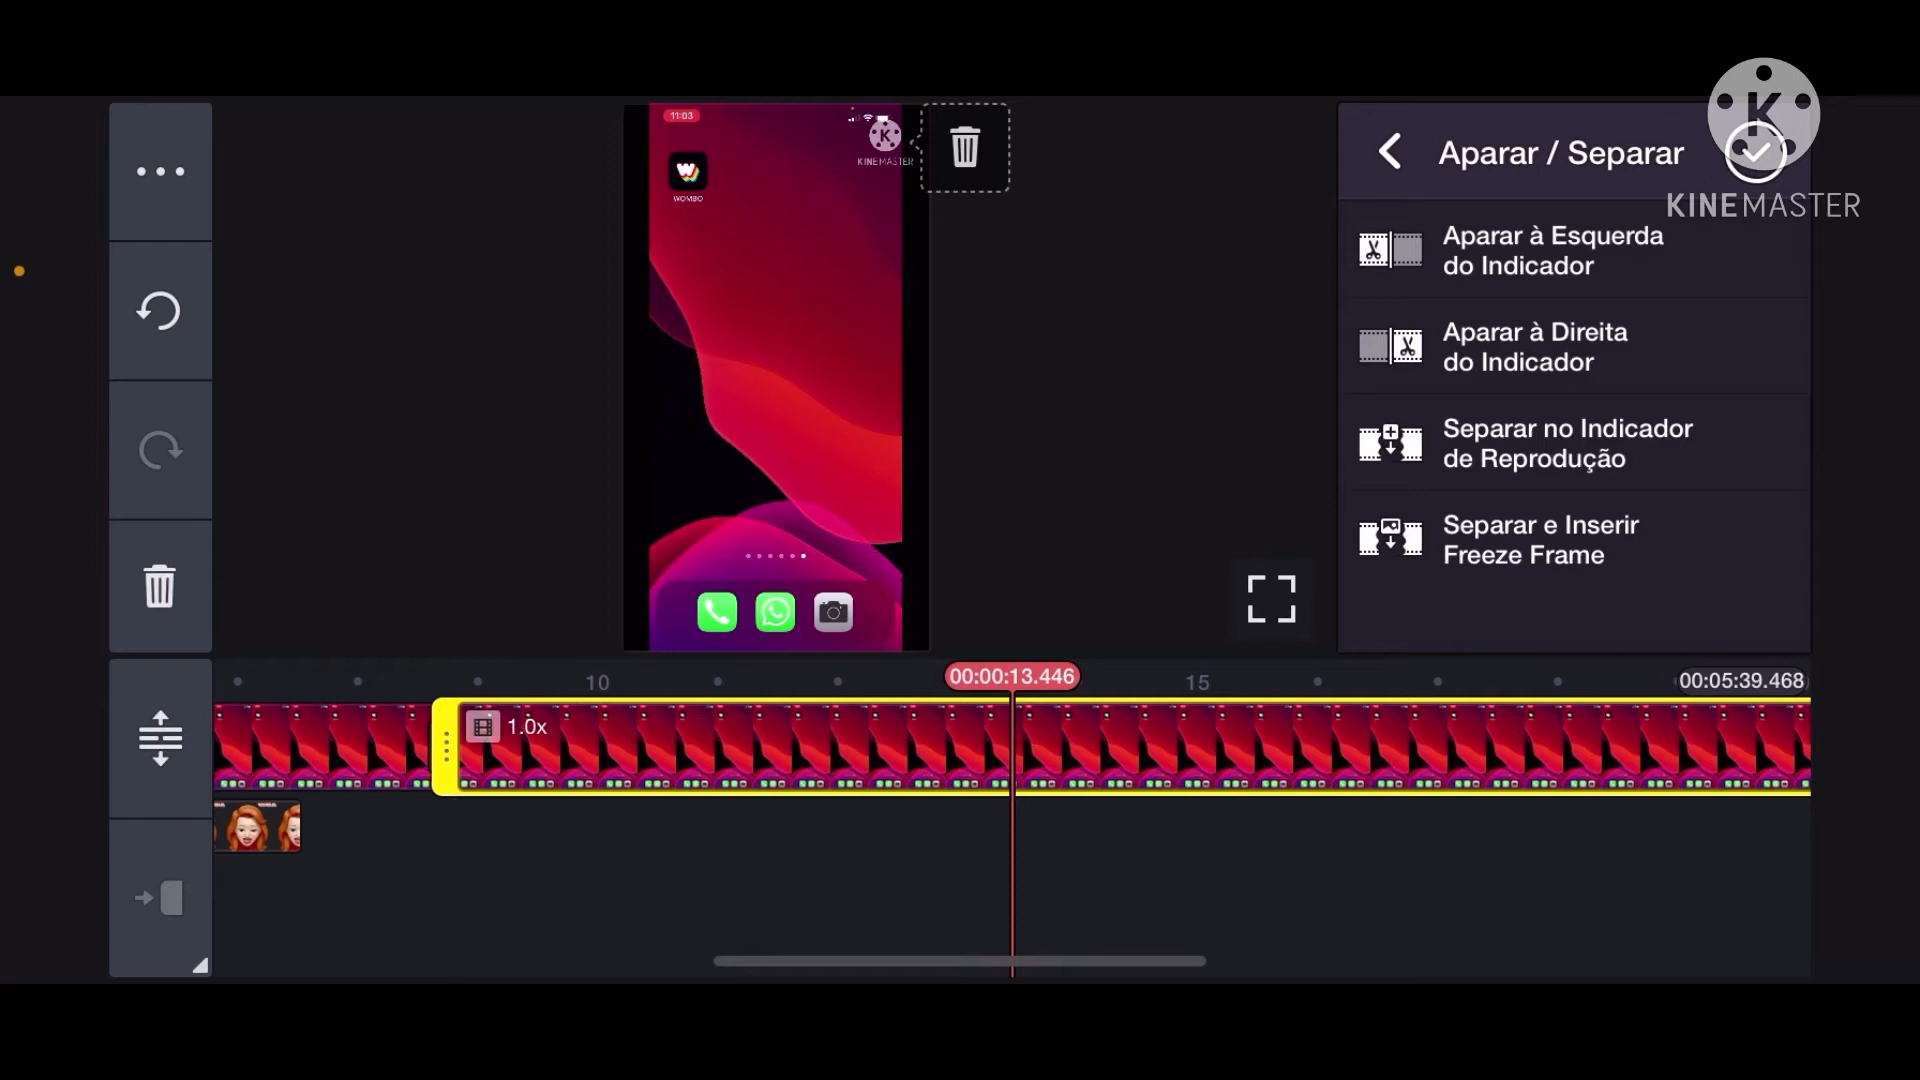 11:03
KINEMASTER
W
WOMBO
Aparar / Separar
K
KINEMASTER
Aparar à Esquerda
do Indicador
Aparar à Direita
do Indicador
Separar no Indicador
de Reprodução
Separar e Inserir
Freeze Frame
10
00:00:13.446
15
00:05:39.468
1.0x